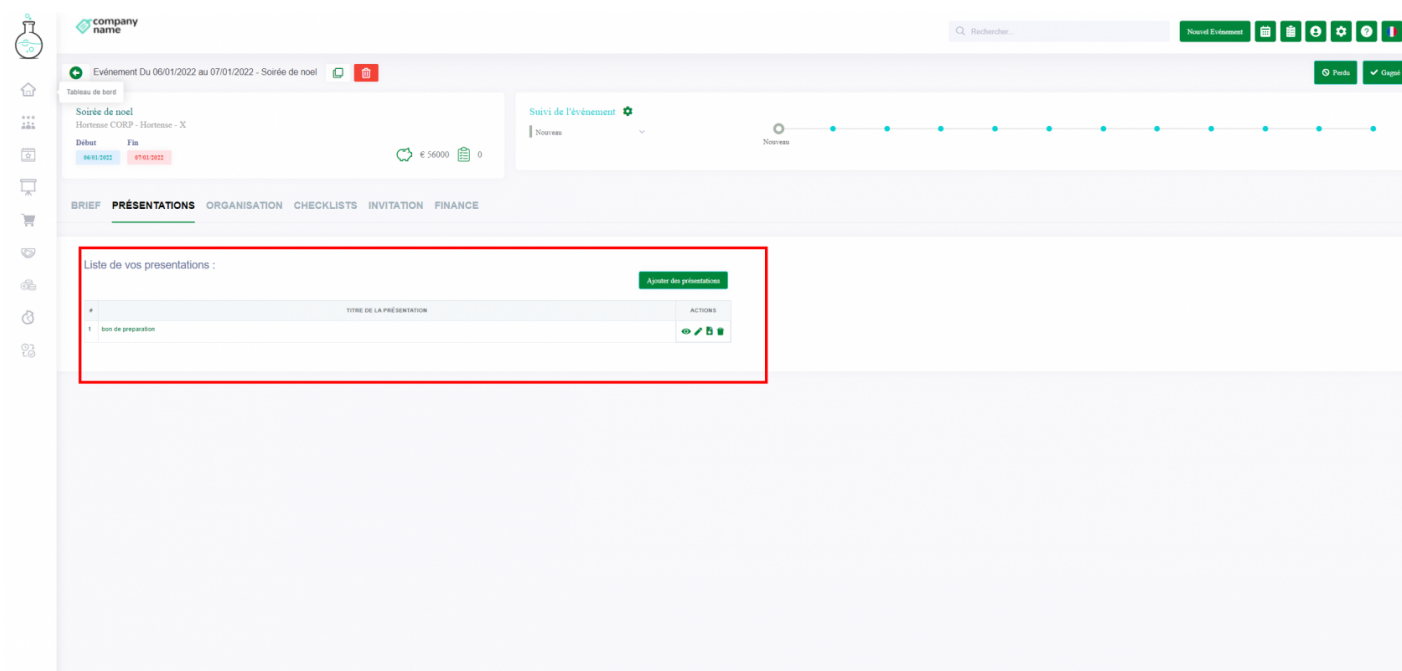 company
name
Rechercher...
Nouvel Evènement
Evénement Du 06/01/2022 au 07/01/2022 - Soirée de noel
Perdu
Gagné
Tableau de bord
Soirée de noel
Hortense CORP - Hortense - X
Début Fin
06/01/2022 07/01/2022
€ 56000 0
Suivi de l'évènement
Nouveau
Nouveau
BRIEF PRÉSENTATIONS ORGANISATION CHECKLISTS INVITATION FINANCE
Liste de vos presentations :
Ajouter des présentations
# TITRE DE LA PRÉSENTATION ACTIONS
1 bon de preparation